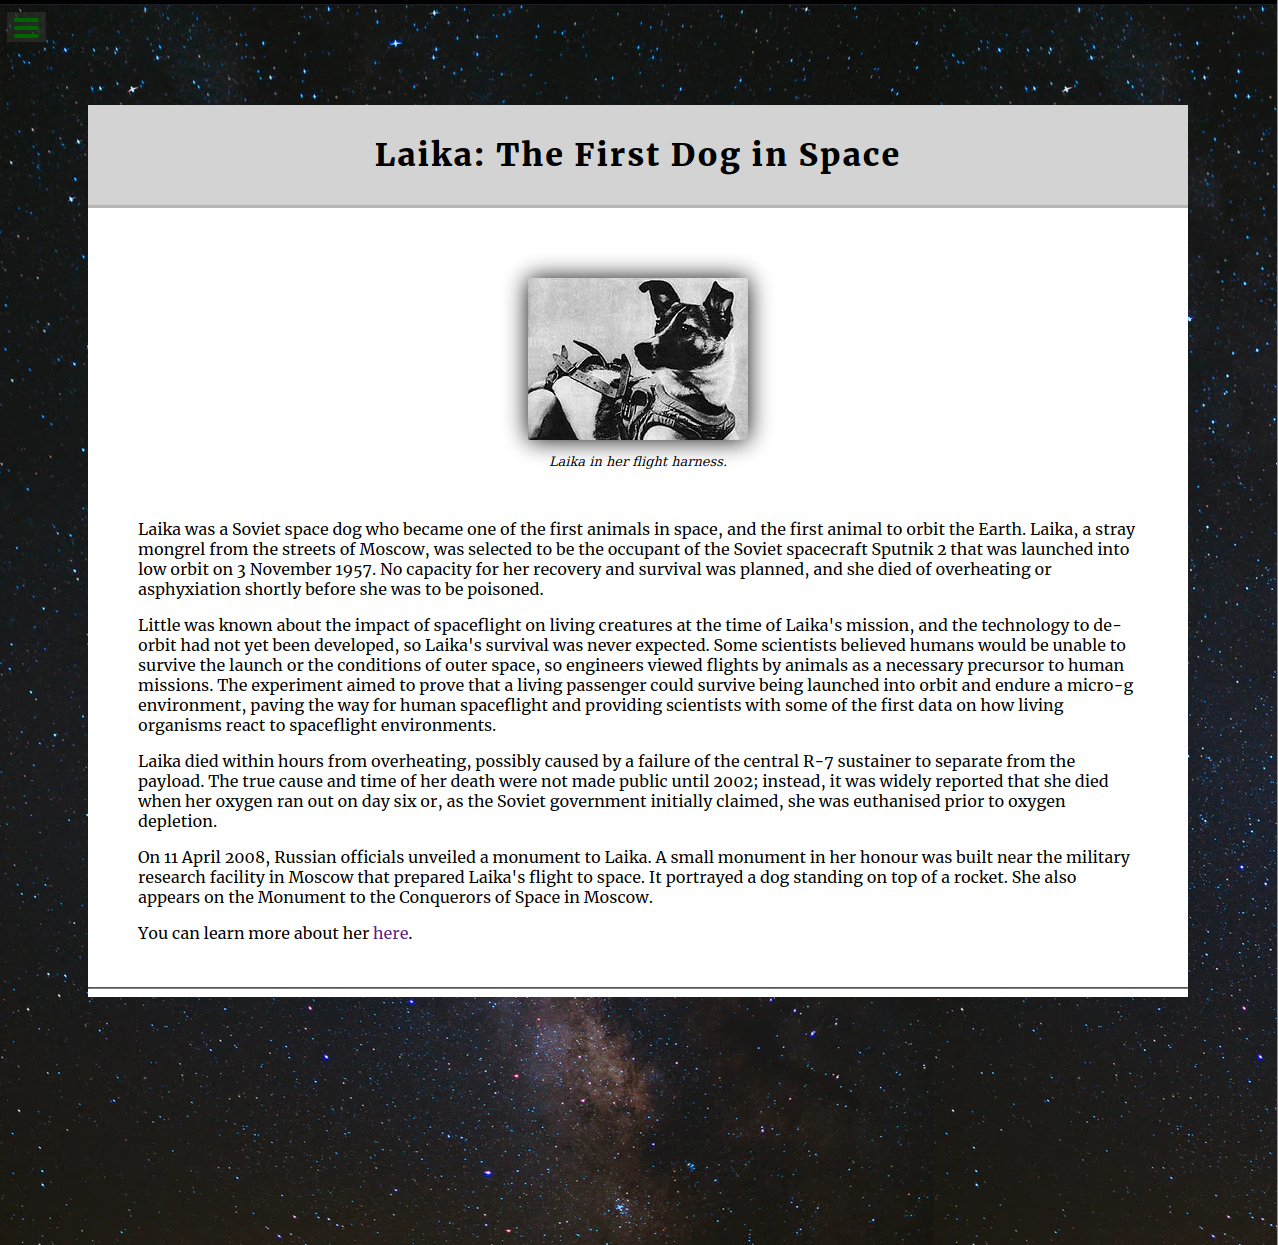 Laika: The First Dog in Space
Laika in her flight harness.
Laika was a Soviet space dog who became one of the first animals in space, and the first animal to orbit the Earth. Laika, a stray
mongrel from the streets of Moscow, was selected to be the occupant of the Soviet spacecraft Sputnik 2 that was launched into
low orbit on 3 November 1957. No capacity for her recovery and survival was planned, and she died of overheating or
asphyxiation shortly before she was to be poisoned.
Little was known about the impact of spaceflight on living creatures at the time of Laika's mission, and the technology to de-
orbit had not yet been developed, so Laika's survival was never expected. Some scientists believed humans would be unable to
survive the launch or the conditions of outer space, so engineers viewed flights by animals as a necessary precursor to human
missions. The experiment aimed to prove that a living passenger could survive being launched into orbit and endure a micro-g
environment, paving the way for human spaceflight and providing scientists with some of the first data on how living
organisms react to spaceflight environments.
Laika died within hours from overheating, possibly caused by a failure of the central R-7 sustainer to separate from the
payload. The true cause and time of her death were not made public until 2002; instead, it was widely reported that she died
when her oxygen ran out on day six or, as the Soviet government initially claimed, she was euthanised prior to oxygen
depletion.
On 11 April 2008, Russian officials unveiled a monument to Laika. A small monument in her honour was built near the military
research facility in Moscow that prepared Laika's flight to space. It portrayed a dog standing on top of a rocket. She also
appears on the Monument to the Conquerors of Space in Moscow.
You can learn more about her here.